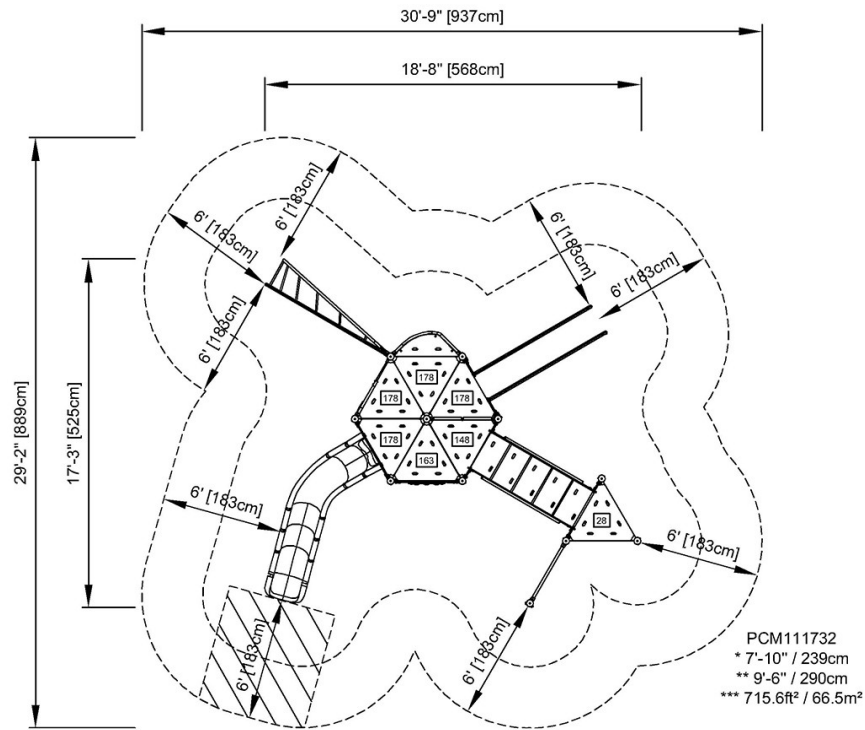 30'-9" [937cm]
18'-8" [568cm]
29'-2" [889cm]
17'-3" [525cm]
6' [183cm]
6' [183cm]
6' [183cm]
6' [183cm]
6' [183cm]
178
178
178
178
148
163
28
6' [183cm]
6' [183cm]
6' [183cm]
6' [183cm]
PCM111732
* 7'-10" / 239cm
** 9'-6" / 290cm
*** 715.6ft² / 66.5m²